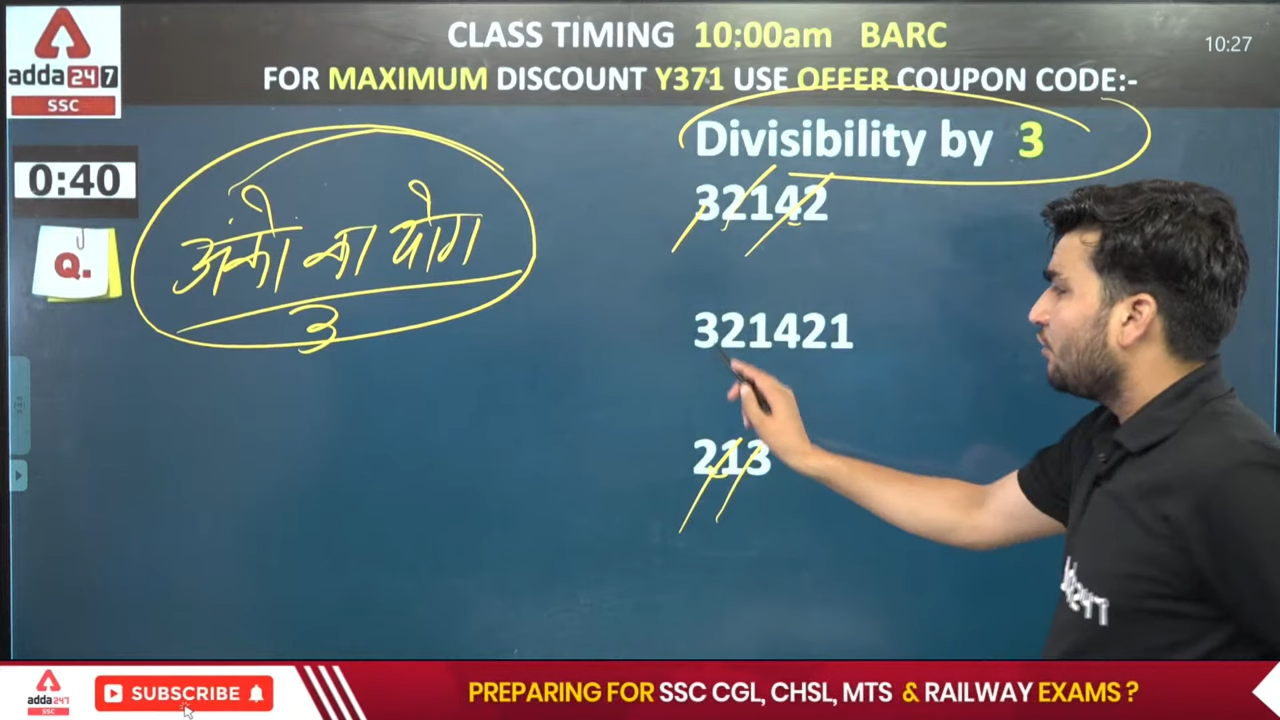 CLASS TIMING 10:00am BARC
10:27
FOR MAXIMUM DISCOUNT Y371 USE OFFER COUPON CODE:-
adda247
SSC
Divisibility by 3
0:40
32142
Q.
अंको का योग
3
321421
213
adda247
SSC
SUBSCRIBE
PREPARING FOR SSC CGL, CHSL, MTS & RAILWAY EXAMS ?